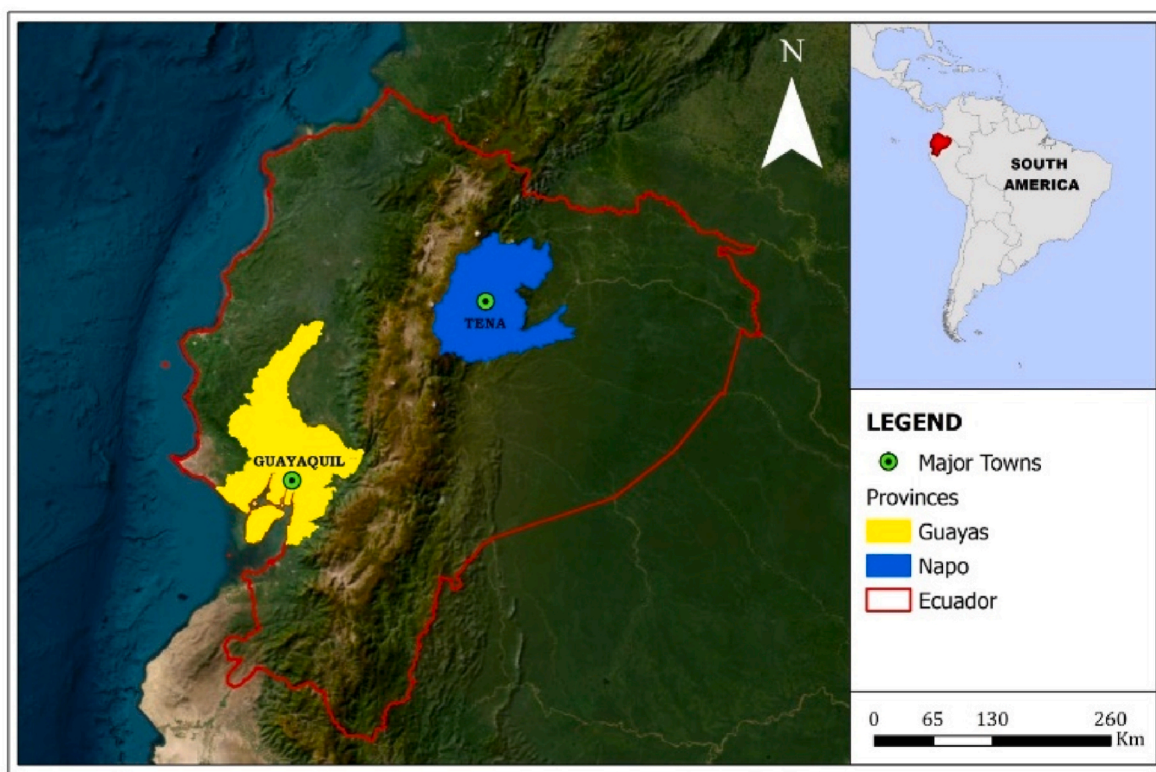 N
TENA
GUAYAQUIL
SOUTH
AMERICA
LEGEND
Major Towns
Provinces
Guayas
Napo
Ecuador
0 65 130 260
Km